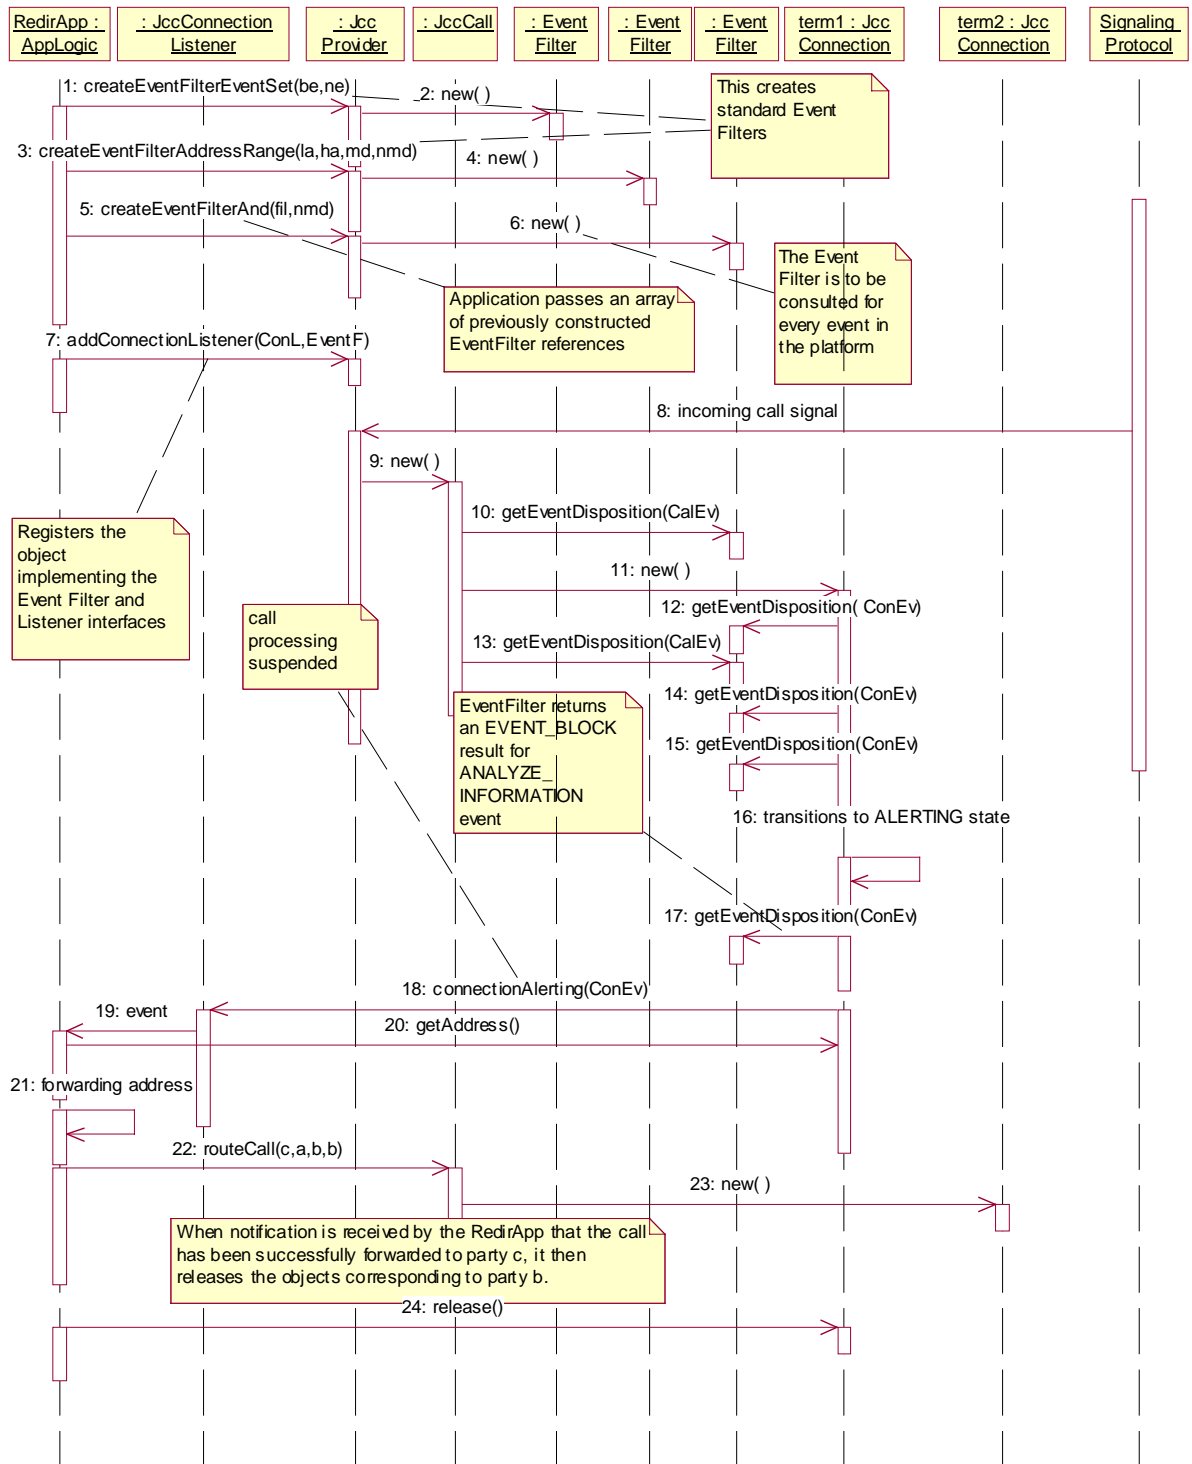 RedirApp :
AppLogic
: JccConnection
Listener
: Jcc
Provider
: JccCall
: Event
Filter
: Event
Filter
: Event
Filter
term1 : Jcc
Connection
term2 : Jcc
Connection
Signaling
Protocol
1: createEventFilterEventSet(be,ne)
2: new( )
This creates
standard Event
Filters
3: createEventFilterAddressRange(la,ha,md,nmd)
4: new( )
5: createEventFilterAnd(fil,nmd)
6: new( )
The Event
Filter is to be
consulted for
every event in
the platform
Application passes an array
of previously constructed
EventFilter references
7: addConnectionListener(ConL,EventF)
8: incoming call signal
9: new( )
10: getEventDisposition(CalEv)
Registers the
object
implementing the
Event Filter and
Listener interfaces
11: new( )
12: getEventDisposition( ConEv)
call
processing
suspended
13: getEventDisposition(CalEv)
14: getEventDisposition(ConEv)
EventFilter returns
an EVENT_BLOCK
result for
ANALYZE_
INFORMATION
event
15: getEventDisposition(ConEv)
16: transitions to ALERTING state
17: getEventDisposition(ConEv)
18: connectionAlerting(ConEv)
19: event
20: getAddress()
21: forwarding address
22: routeCall(c,a,b,b)
23: new( )
When notification is received by the RedirApp that the call
has been successfully forwarded to party c, it then
releases the objects corresponding to party b.
24: release()